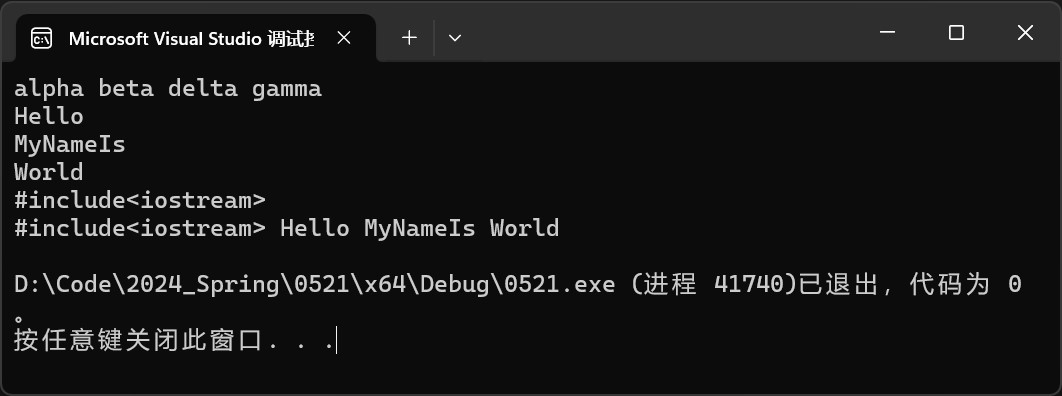 Microsoft Visual Studio 调试
alpha beta delta gamma
Hello
MyNameIs
World
#include<iostream>
#include<iostream> Hello MyNameIs World
D:\Code\2024_Spring\0521\x64\Debug\0521.exe (进程 41740)已退出，代码为 0
。
按任意键关闭此窗口. . .